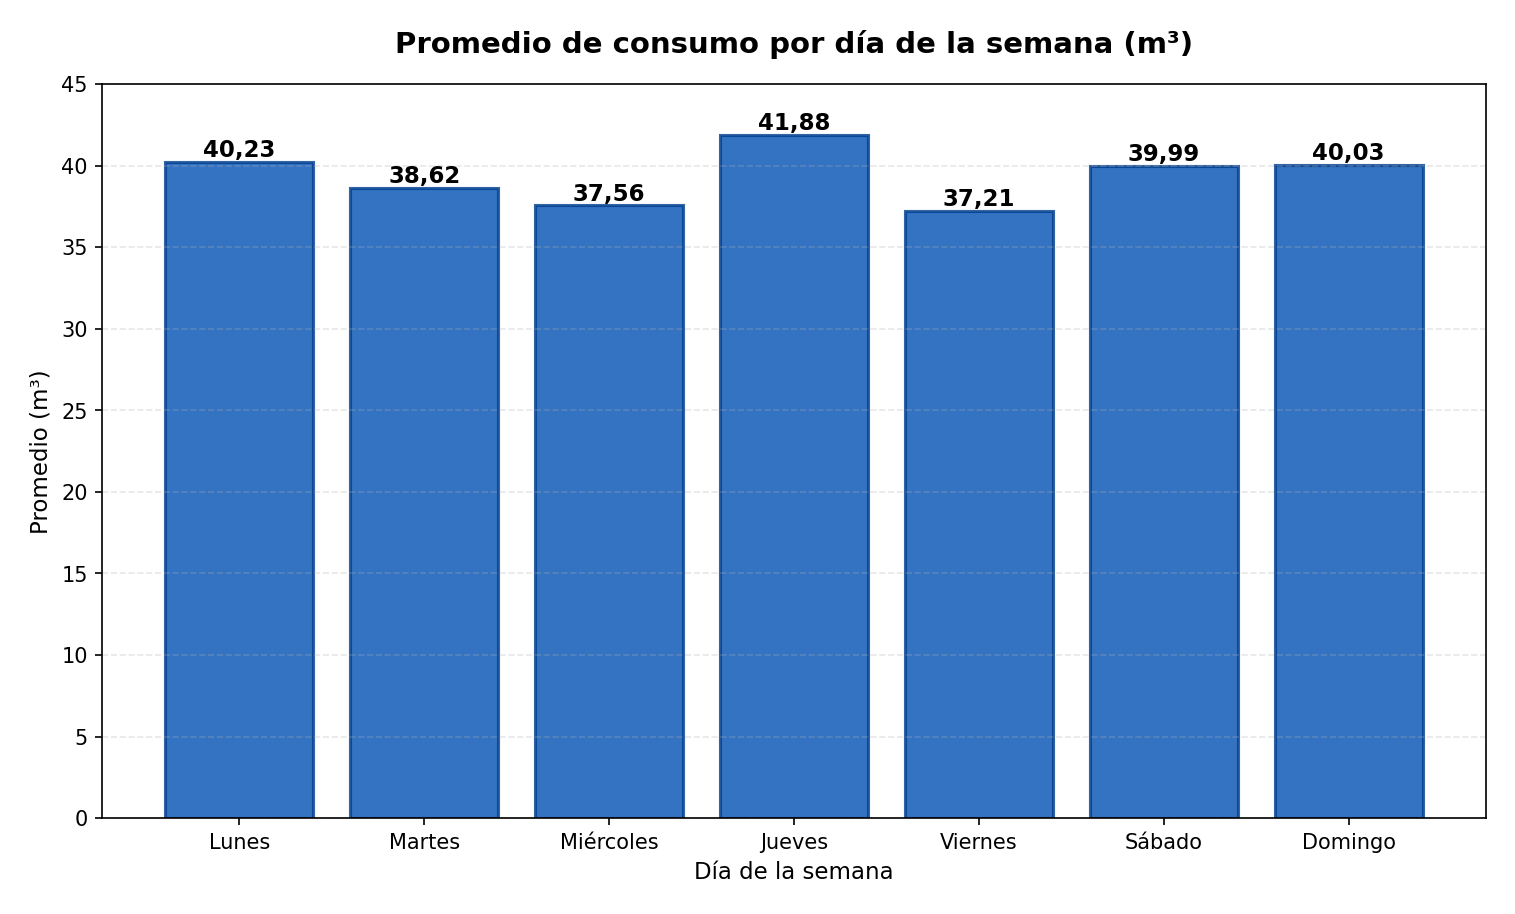 Promedio de consumo por día de la semana (m³)
45
40
35
30
25
20
15
10
5
0
Promedio (m³)
40,23
38,62
37,56
41,88
37,21
39,99
40,03
Lunes
Martes
Miércoles
Jueves
Viernes
Sábado
Domingo
Día de la semana